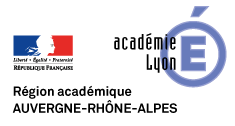 Liberté • Égalité • Fraternité
RÉPUBLIQUE FRANÇAISE
académie
Lyon
É
Région académique
AUVERGNE-RHÔNE-ALPES